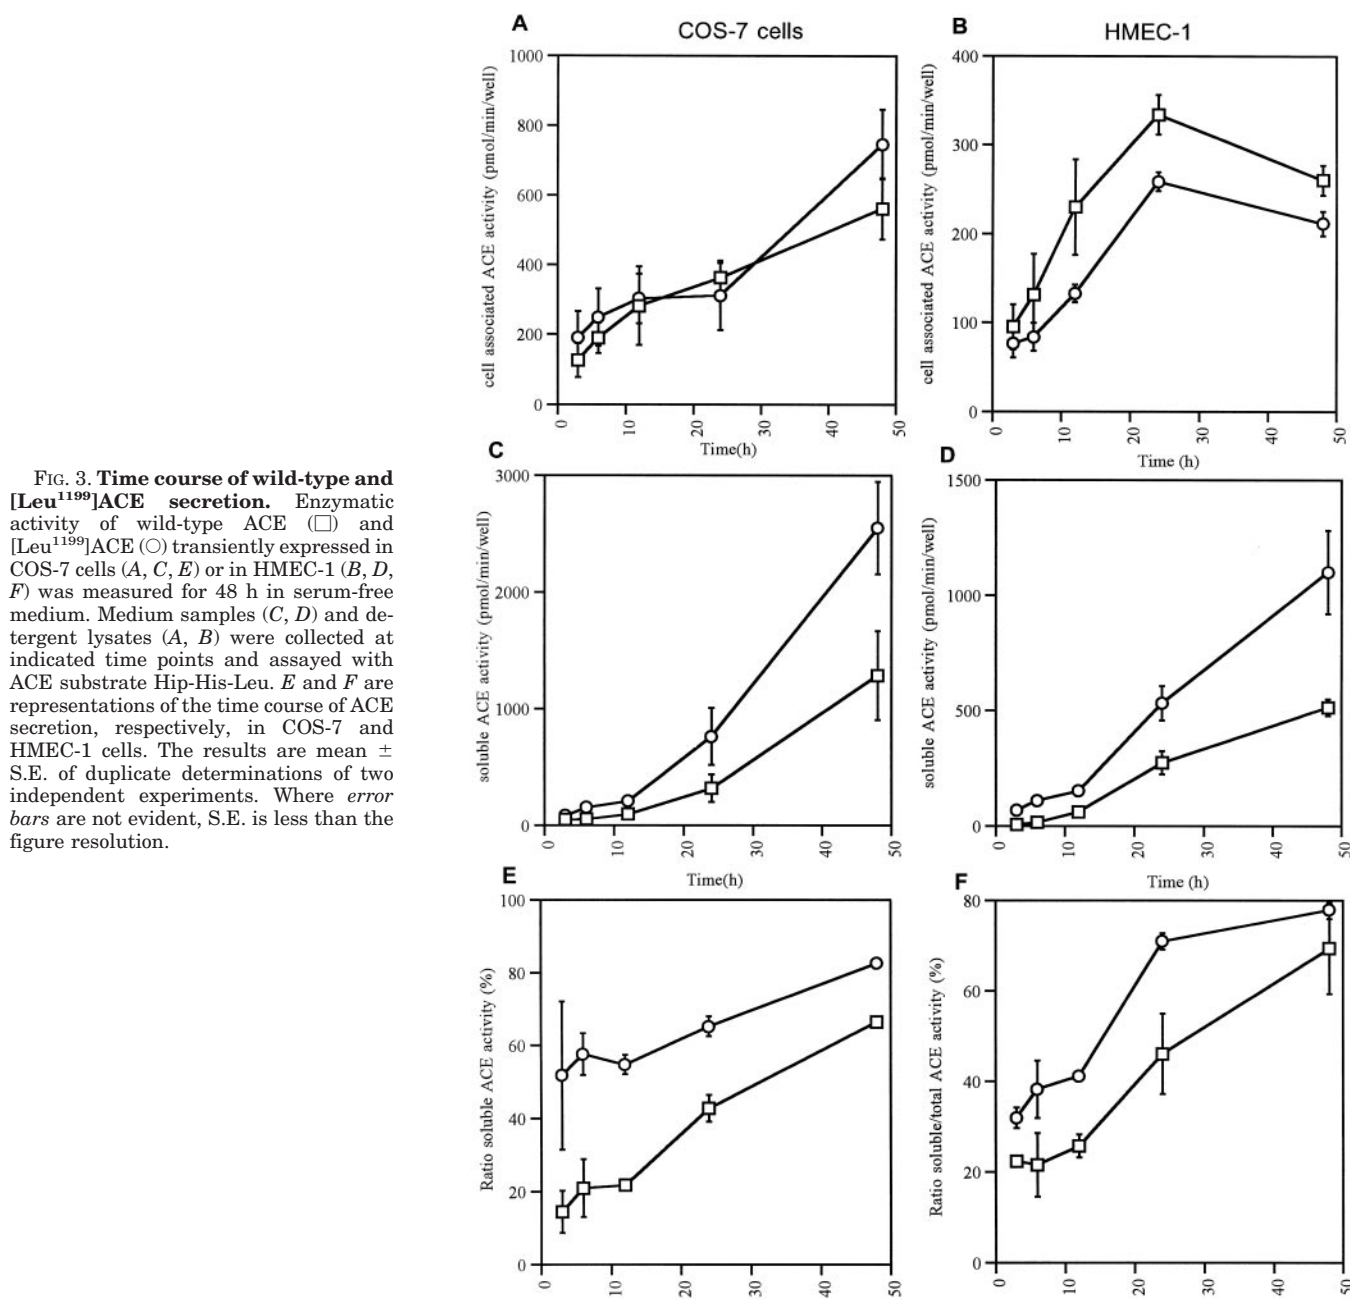 A
COS-7 cells
B
HMEC-1
1000
800
600
400
200
0
cell associated ACE activity (pmol/min/well)
0
10
20
30
40
50
Time(h)
400
300
200
100
0
cell associated ACE activity (pmol/min/well)
0
10
20
30
40
50
Time (h)
FIG. 3. Time course of wild-type and
[Leu¹¹⁹⁹]ACE secretion. Enzymatic
activity of wild-type ACE (□) and
[Leu¹¹⁹⁹]ACE (○) transiently expressed in
COS-7 cells (A, C, E) or in HMEC-1 (B, D,
F) was measured for 48 h in serum-free
medium. Medium samples (C, D) and de-
tergent lysates (A, B) were collected at
indicated time points and assayed with
ACE substrate Hip-His-Leu. E and F are
representations of the time course of ACE
secretion, respectively, in COS-7 and
HMEC-1 cells. The results are mean ±
S.E. of duplicate determinations of two
independent experiments. Where error
bars are not evident, S.E. is less than the
figure resolution.
C
3000
2000
1000
0
soluble ACE activity (pmol/min/well)
0
10
20
30
40
50
Time(h)
D
1500
1000
500
0
soluble ACE activity (pmol/min/well)
0
10
20
30
40
50
Time (h)
E
100
80
60
40
20
0
Ratio soluble ACE activity (%)
0
10
20
30
40
50
F
80
60
40
20
0
Ratio soluble/total ACE activity (%)
0
10
20
30
40
50